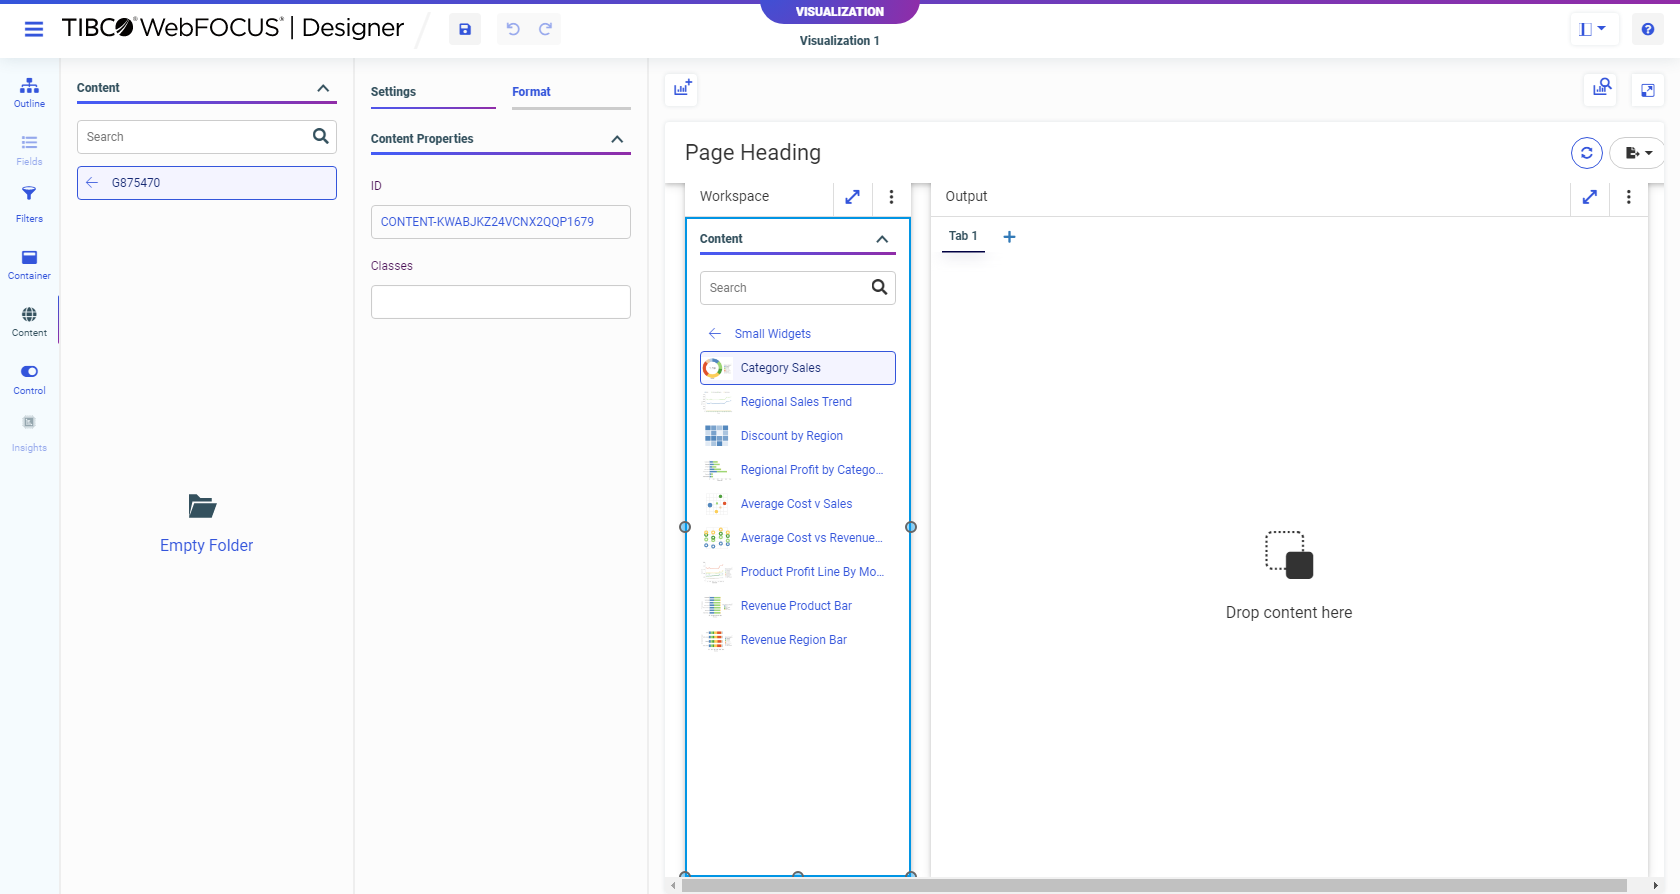 TIBCO® WebFOCUS® | Designer
VISUALIZATION
Visualization 1
Outline
Fields
Filters
Container
Content
Control
Insights
Content
Search
G875470
Empty Folder
Settings
Format
Content Properties
ID
CONTENT-KWABJKZ24VCNX2QQP1679
Classes
Page Heading
Workspace
Content
Search
Small Widgets
Category Sales
Regional Sales Trend
Discount by Region
Regional Profit by Catego...
Average Cost v Sales
Average Cost vs Revenue...
Product Profit Line By Mo...
Revenue Product Bar
Revenue Region Bar
Output
Tab 1
Drop content here